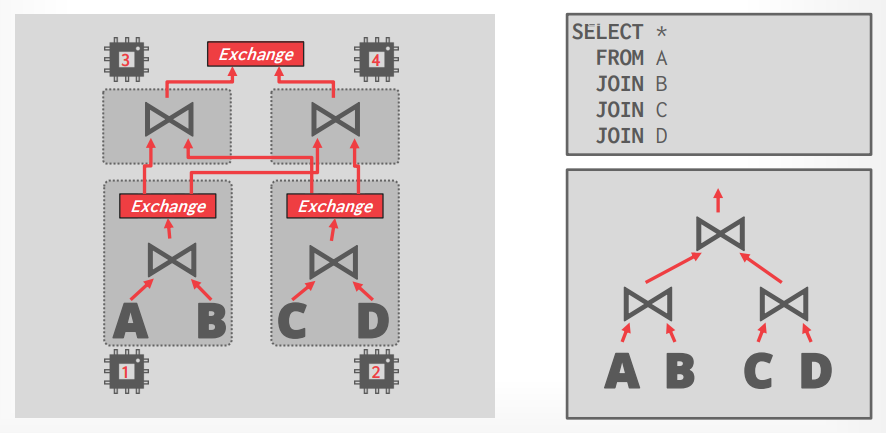 3
Exchange
4
Exchange
Exchange
A B
C D
1
2
SELECT *
FROM A
JOIN B
JOIN C
JOIN D
A B C D